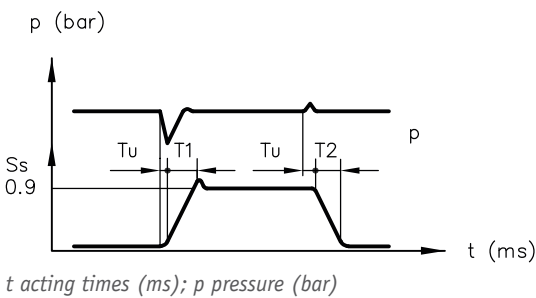 p (bar)
p
Tu T1 Tu T2
Ss
0.9
t (ms)
t acting times (ms); p pressure (bar)